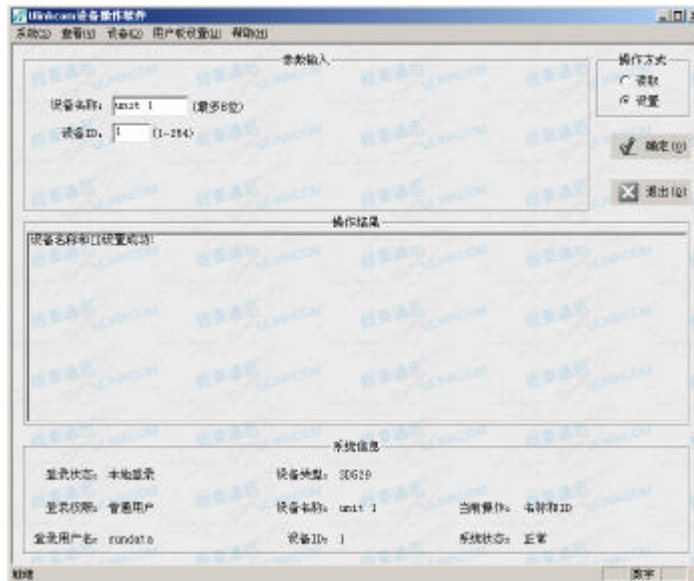 Ulinkcom设备操作软件
系统(S) 查看(V) 设备(D) 用户板设置(U) 帮助(H)
参数输入
操作方式
设备名称: unit 1 (最多8位)
读取
设备ID: 1 (1-254)
设置
确定(O)
退出(Q)
操作结果
设备名称和ID设置成功!
系统信息
登录状态: 本地登录 设备类型: 3D529
登录权限: 普通用户 设备名称: unit 1 当前操作: 名称和ID
登录用户名: sundata 设备ID: 1 系统状态: 正常
就绪 数字
ULINKCOM